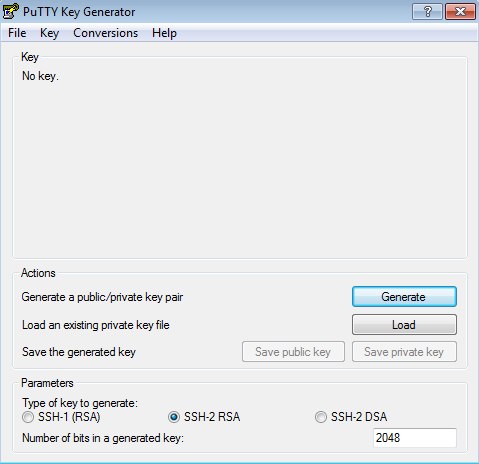 PuTTY Key Generator
File Key Conversions Help
Key
No key.
Actions
Generate a public/private key pair
Generate
Load an existing private key file
Load
Save the generated key
Save public key
Save private key
Parameters
Type of key to generate:
SSH-1 (RSA)
SSH-2 RSA
SSH-2 DSA
Number of bits in a generated key:
2048